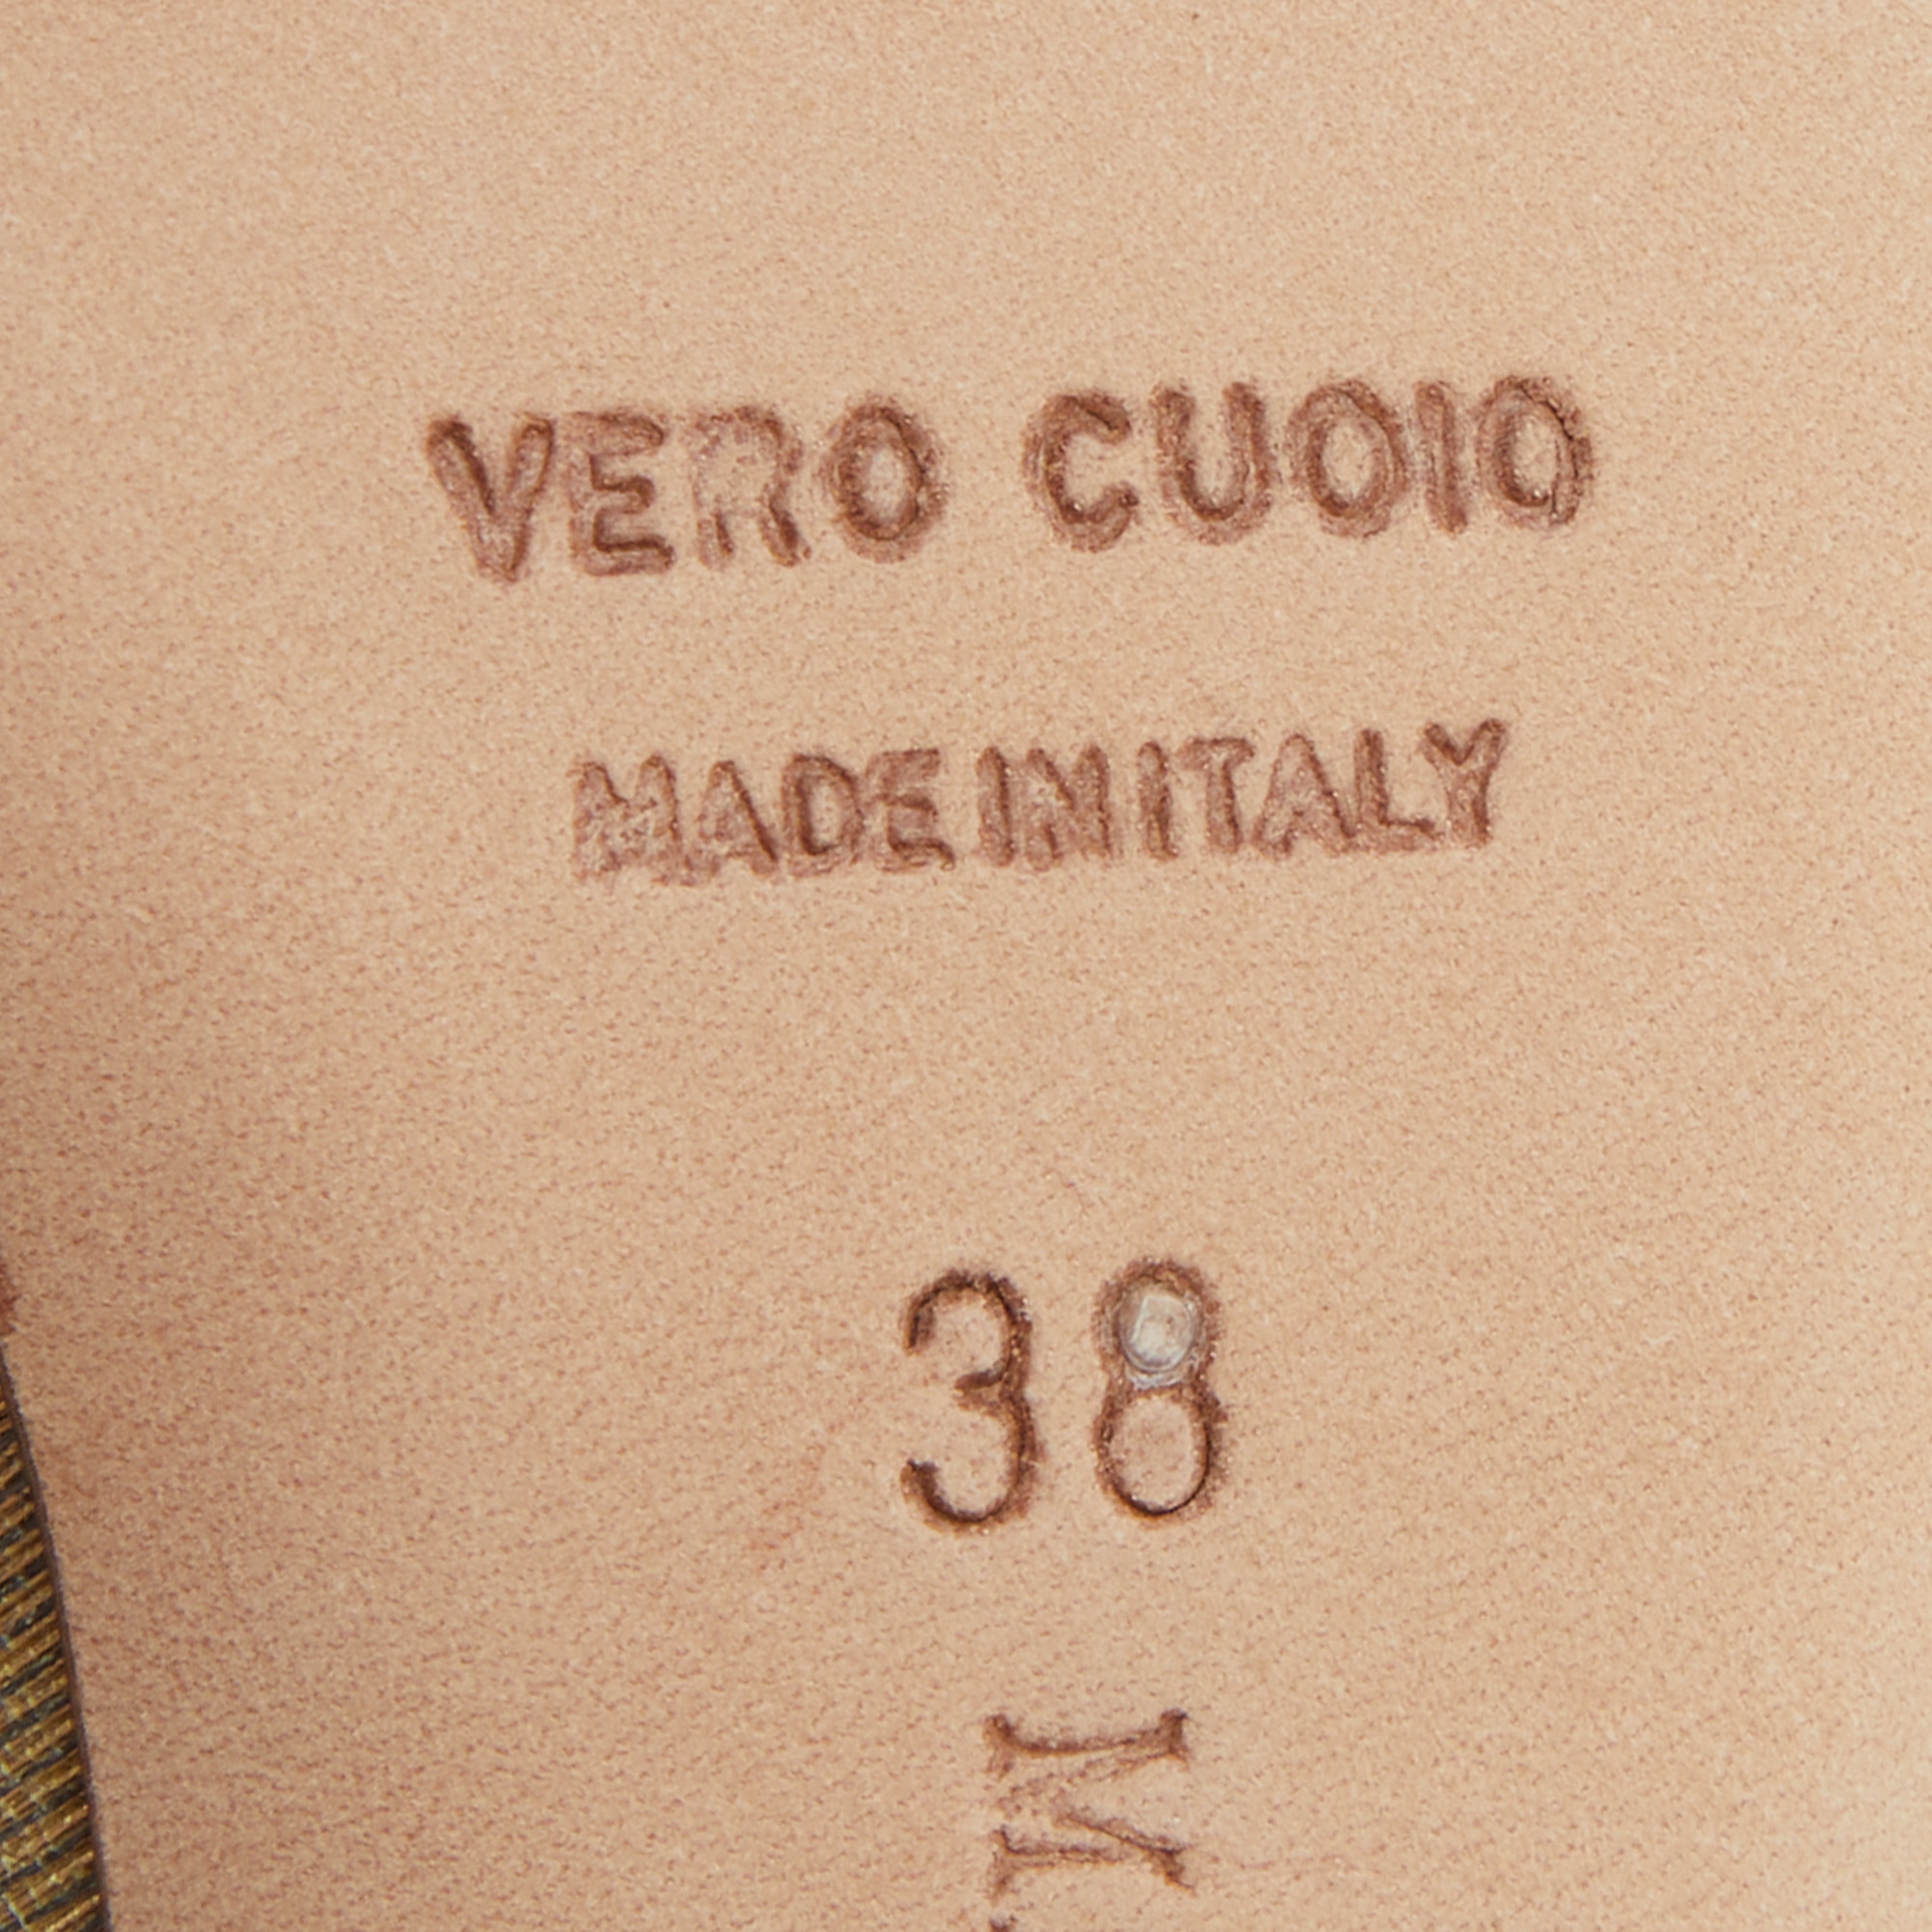 VERO CUOIO
MADE IN ITALY
38
M